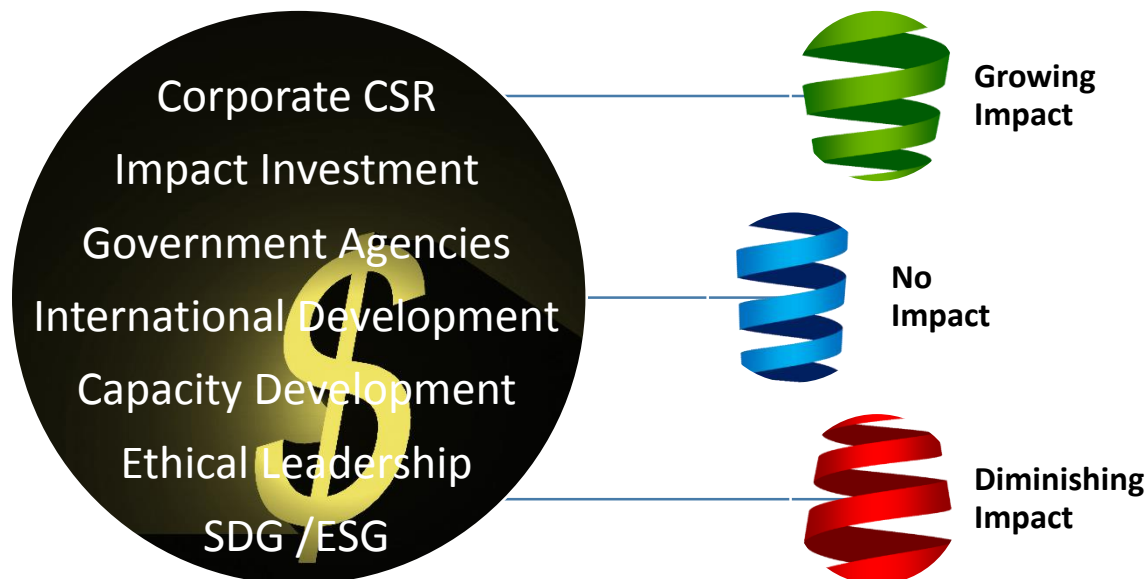 Corporate CSR
Impact Investment
Government Agencies
International Development
Capacity Development
Ethical Leadership
SDG /ESG
Growing
Impact
No
Impact
Diminishing
Impact